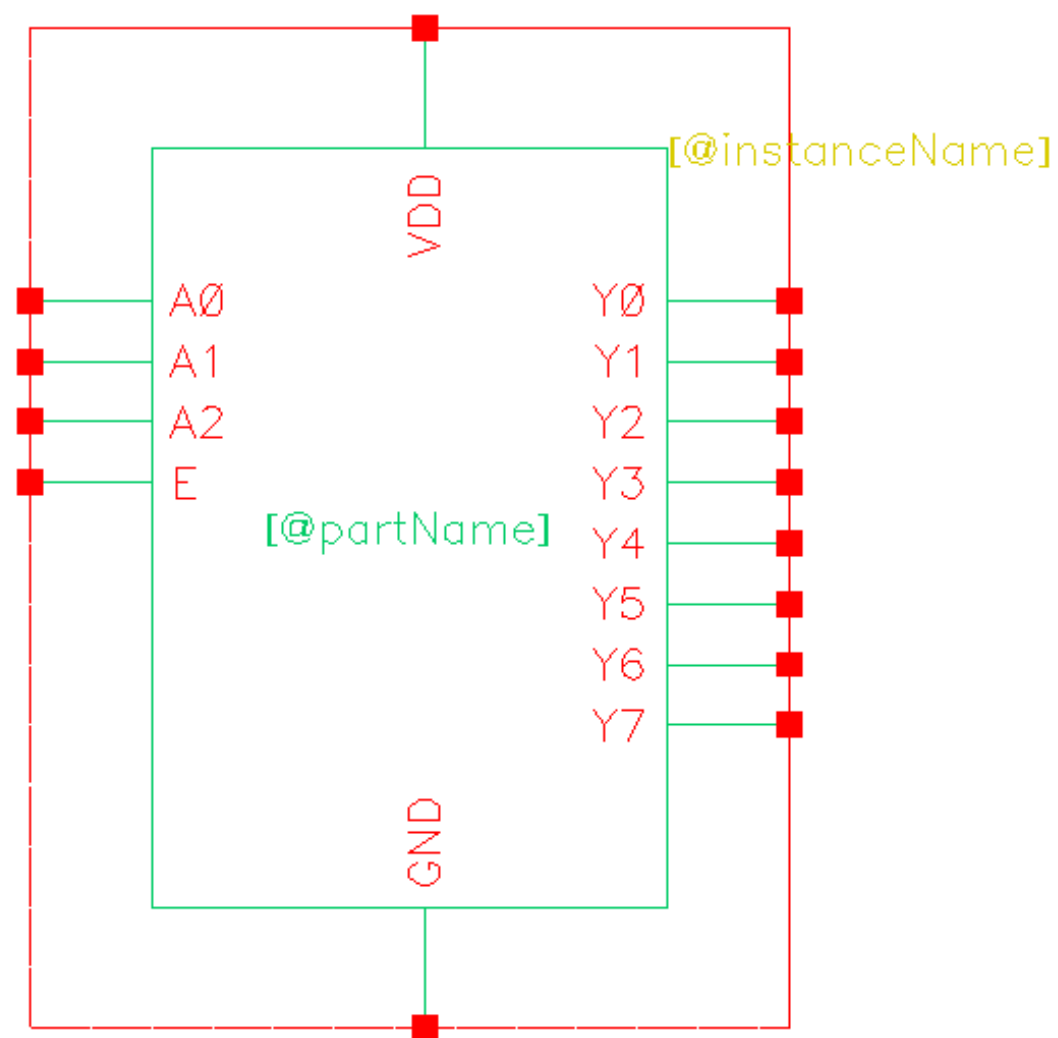 [@instanceName]
VDD
A0 Y0
A1 Y1
A2 Y2
E Y3
[@partName] Y4
Y5
Y6
Y7
GND